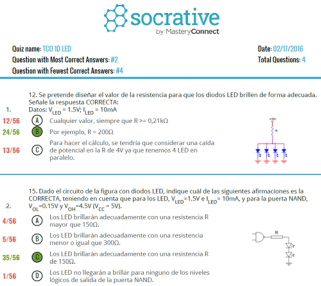 socrative
by MasteryConnect
Quiz name: TCO 1D LED
Date: 02/17/2016
Question with Most Correct Answers: #2
Total Questions: 4
Question with Fewest Correct Answers: #4
12. Se pretende diseñar el valor de la resistencia para que los diodos LED brillen de forma adecuada.
Señale la respuesta CORRECTA:
1. Datos: VLED = 1.5V; ILED = 10mA
12/56 A Cualquier valor, siempre que R >= 0,21kΩ
24/56 B Por ejemplo, R = 200Ω
Para hacer el cálculo, se tendría que considerar una caída
13/56 C de potencial en la R de 4V ya que tenemos 4 LED en
paralelo.
15. Dado el circuito de la figura con diodos LED, indique cuál de las siguientes afirmaciones es la
CORRECTA, teniendo en cuenta que para los LED, VLED=1.5V e ILED= 10mA, y para la puerta NAND,
2. VOL=0.15V y VOH=4.5V (VCC = 5V).
4/56 A Los LED brillarán adecuadamente con una resistencia R
mayor que 150Ω.
5/56 B Los LED brillarán adecuadamente con una resistencia
menor o igual que 300Ω.
35/56 C Los LED brillarán adecuadamente con una resistencia R
de 150Ω.
1/56 D Los LED no llegarán a brillar para ninguno de los niveles
lógicos de salida de la puerta NAND.
R